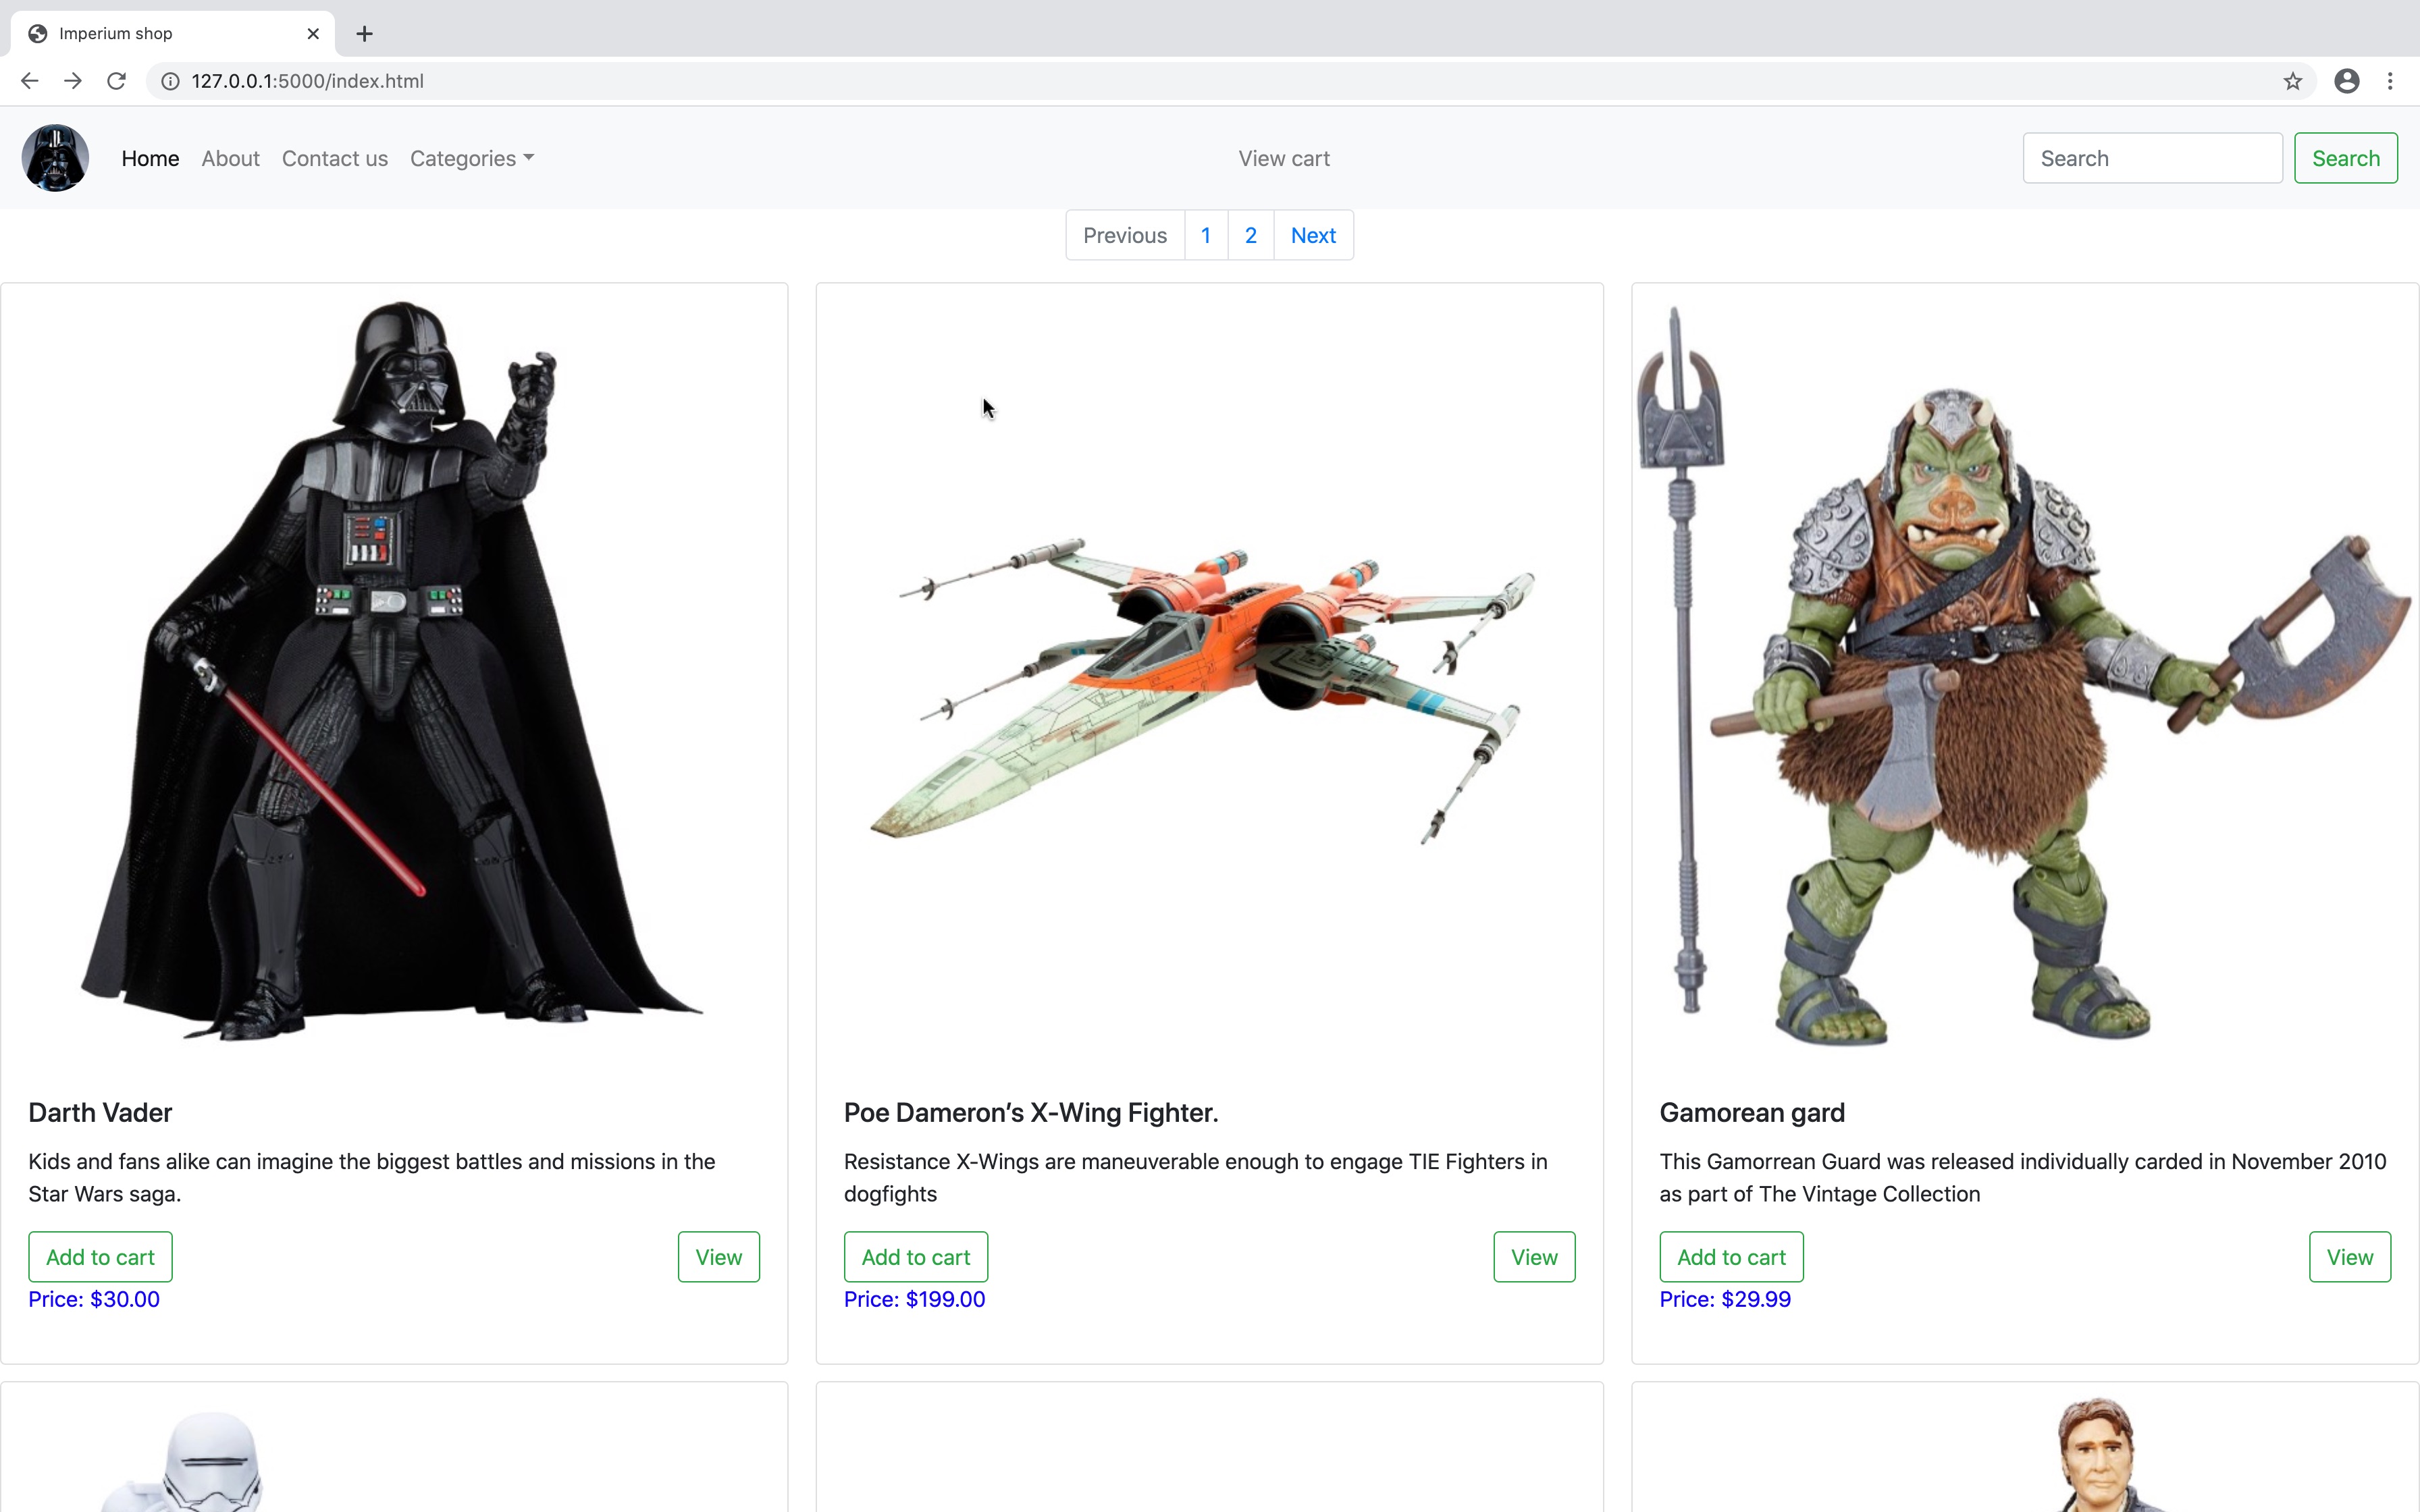 Imperium shop
127.0.0.1:5000/index.html
Home About Contact us Categories View cart Search Search
Previous 1 2 Next
Darth Vader
Kids and fans alike can imagine the biggest battles and missions in the
Star Wars saga.
Add to cart View
Price: $30.00
Poe Dameron’s X-Wing Fighter.
Resistance X-Wings are maneuverable enough to engage TIE Fighters in
dogfights
Add to cart View
Price: $199.00
Gamorean gard
This Gamorrean Guard was released individually carded in November 2010
as part of The Vintage Collection
Add to cart View
Price: $29.99